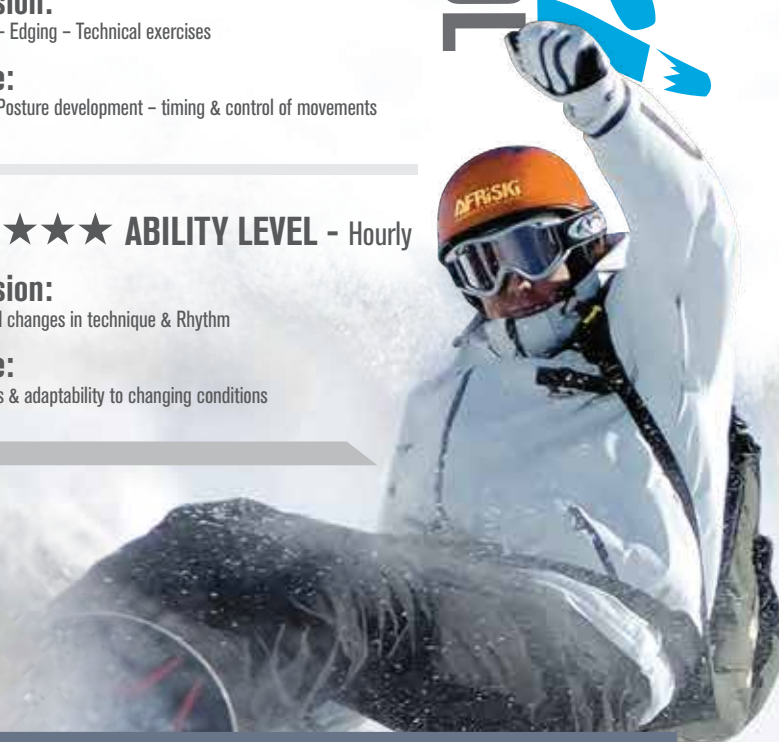 sion:
– Edging – Technical exercises
e:
Posture development – timing & control of movements
★★★ ABILITY LEVEL - Hourly
sion:
l changes in technique & Rhythm
e:
s & adaptability to changing conditions
OL
AFRiSKi